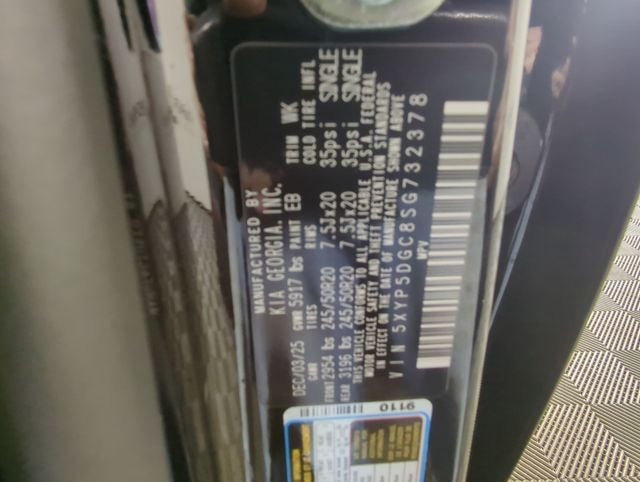 MANUFACTURED BY
KIA GEORGIA, INC.
DEC/03/25 GVWR 5917 lbs PAINT EB TRIM WK
GAWR TIRES RIMS COLD TIRE INFL
FRONT 2954 lbs 245/50R20 7.5Jx20 35psi SINGLE
REAR 3196 lbs 245/50R20 7.5Jx20 35psi SINGLE
THIS VEHICLE CONFORMS TO ALL APPLICABLE U.S.A. FEDERAL
MOTOR VEHICLE SAFETY AND THEFT PREVENTION STANDARDS
IN EFFECT ON THE DATE OF MANUFACTURE SHOWN ABOVE
VIN 5XYP5DGC8SG732378
MPV
9110